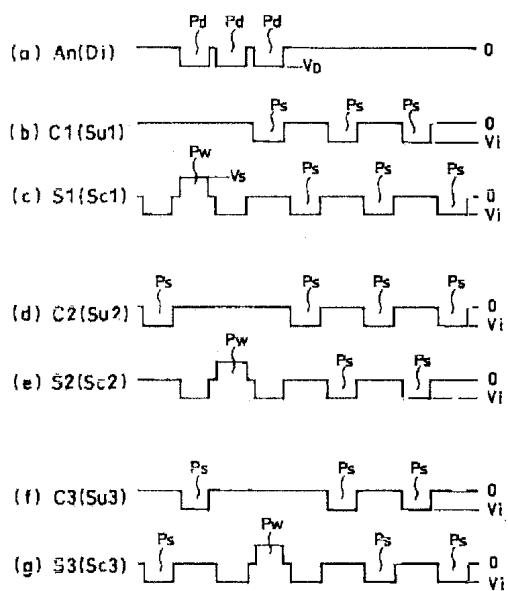 Pd Pd Pd
(a) An(Di) 0
VD
Ps Ps Ps
(b) C1(Su1) 0
Vi
Pw Vs Ps Ps Ps
(c) S1(Sc1) 0
Vi
Ps Ps Ps Ps
(d) C2(Su2) 0
Vi
Pw Ps Ps
(e) S2(Sc2) 0
Vi
Ps Ps Ps
(f) C3(Su3) 0
Vi
Ps Pw Ps Ps
(g) S3(Sc3) 0
Vi